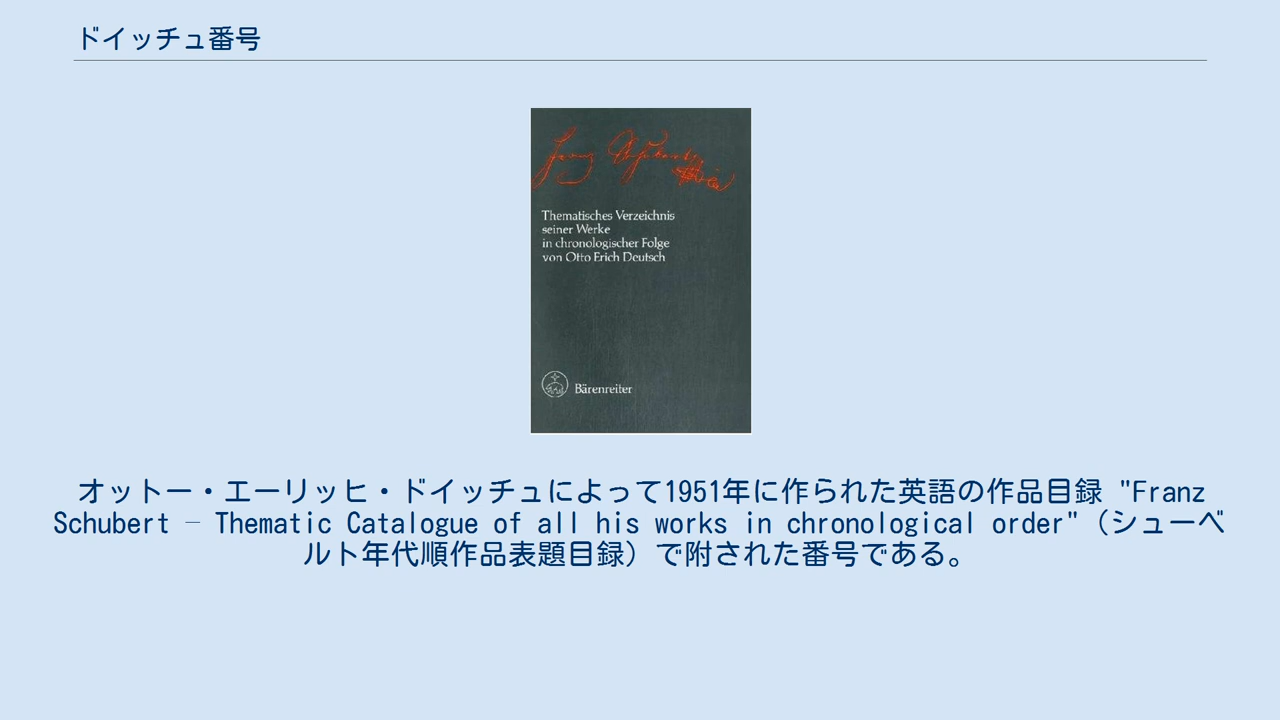 ドイッチュ番号
Franz Schubert
Thematisches Verzeichnis
seiner Werke
in chronologischer Folge
von Otto Erich Deutsch
Bärenreiter
オットー・エーリッヒ・ドイッチュによって1951年に作られた英語の作品目録 "Franz
Schubert – Thematic Catalogue of all his works in chronological order"（シューベ
ルト年代順作品表題目録）で附された番号である。